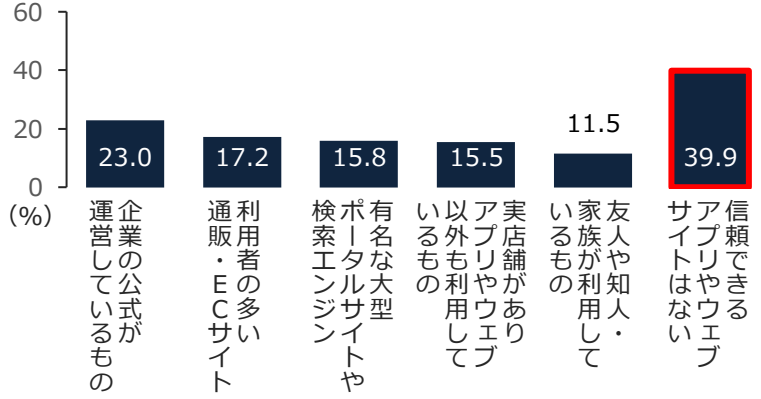 60
40
20
0
(%)
23.0
17.2
15.8
15.5
11.5
39.9
企業の公式が
運営しているもの
利用者の多い
通販・ECサイト
有名な大型
ポータルサイトや
検索エンジン
実店舗があり
アプリやウェブ
以外も利用して
いるもの
友人や知人・
家族が利用して
いるもの
信頼できる
アプリやウェブ
サイトはない